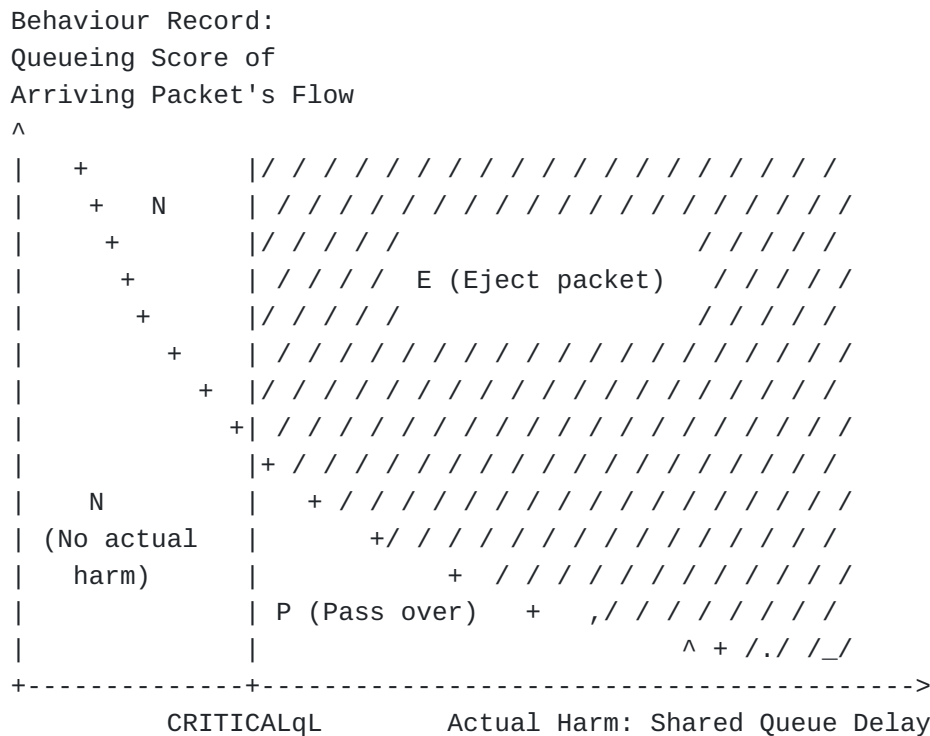 Behaviour Record:
Queueing Score of
Arriving Packet's Flow
^
|   +          |/ / / / / / / / / / / / / / / / / / /
|    +   N     | / / / / / / / / / / / / / / / / / / /
|     +        |/ / / / /                   / / / / /
|      +       | / / / /  E (Eject packet)   / / / / /
|       +      |/ / / / /                   / / / / /
|         +    | / / / / / / / / / / / / / / / / / / /
|           +  |/ / / / / / / / / / / / / / / / / / /
|             +| / / / / / / / / / / / / / / / / / / /
|              |+ / / / / / / / / / / / / / / / / / /
|    N         |   + / / / / / / / / / / / / / / / / /
| (No actual   |       +/ / / / / / / / / / / / / / /
|   harm)      |            +  / / / / / / / / / / / /
|              | P (Pass over)   +   ,/ / / / / / / /
|              |                           ^ + /./ /_/
+--------------+------------------------------------------>
          CRITICALqL        Actual Harm: Shared Queue Delay